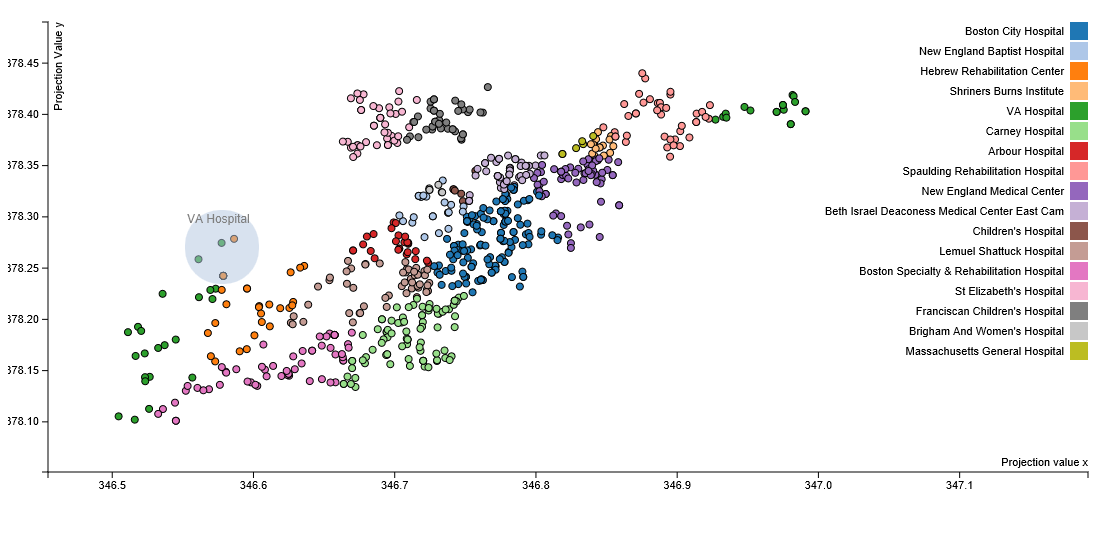 Projection Value y
378.45
378.40
378.35
378.30
378.25
378.20
378.15
378.10
VA Hospital
346.5
346.6
346.7
346.8
346.9
347.0
347.1
Projection value x
Boston City Hospital
New England Baptist Hospital
Hebrew Rehabilitation Center
Shriners Burns Institute
VA Hospital
Carney Hospital
Arbour Hospital
Spaulding Rehabilitation Hospital
New England Medical Center
Beth Israel Deaconess Medical Center East Cam
Children's Hospital
Lemuel Shattuck Hospital
Boston Specialty & Rehabilitation Hospital
St Elizabeth's Hospital
Franciscan Children's Hospital
Brigham And Women's Hospital
Massachusetts General Hospital